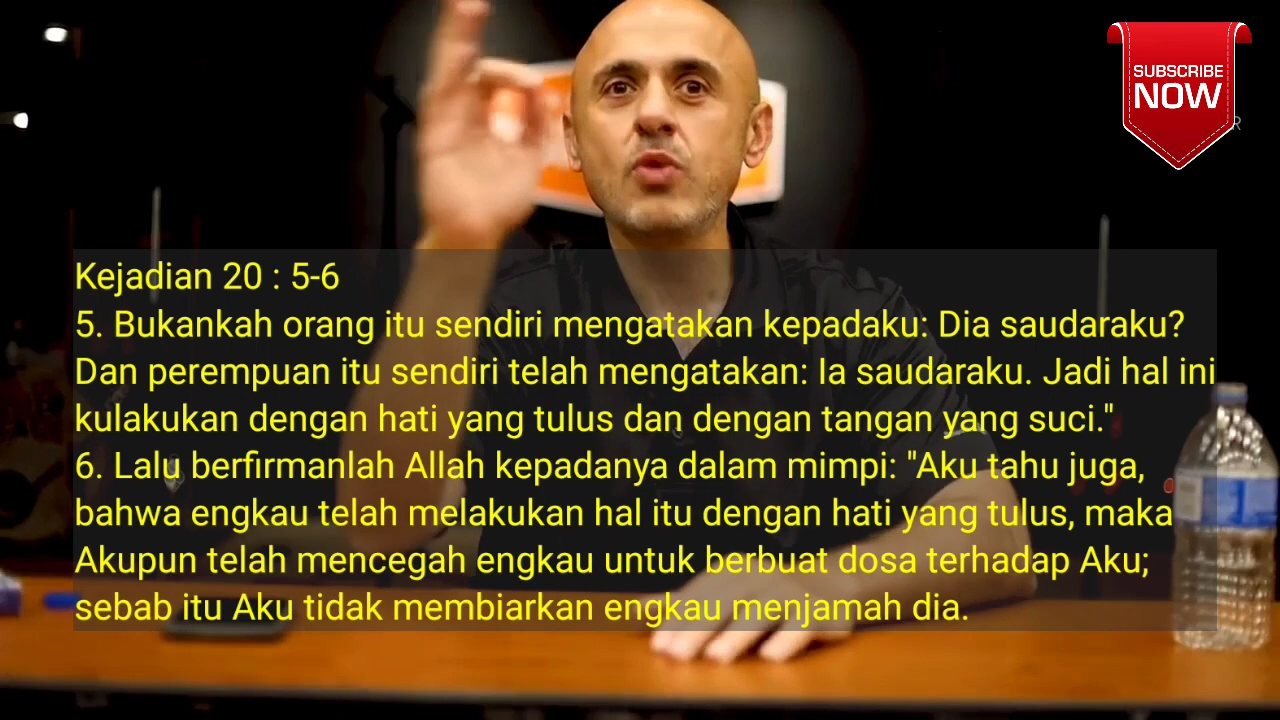 SUBSCRIBE
NOW
R
Kejadian 20 : 5-6
5. Bukankah orang itu sendiri mengatakan kepadaku: Dia saudaraku?
Dan perempuan itu sendiri telah mengatakan: Ia saudaraku. Jadi hal ini
kulakukan dengan hati yang tulus dan dengan tangan yang suci."
6. Lalu berfirmanlah Allah kepadanya dalam mimpi: "Aku tahu juga,
bahwa engkau telah melakukan hal itu dengan hati yang tulus, maka
Akupun telah mencegah engkau untuk berbuat dosa terhadap Aku;
sebab itu Aku tidak membiarkan engkau menjamah dia.